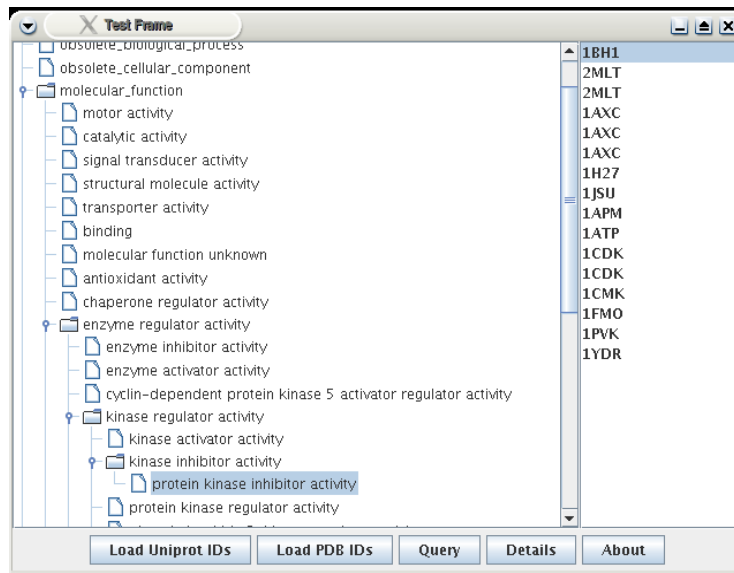 Test Frame
obsolete_biological_process
obsolete_cellular_component
molecular_function
motor activity
catalytic activity
signal transducer activity
structural molecule activity
transporter activity
binding
molecular function unknown
antioxidant activity
chaperone regulator activity
enzyme regulator activity
enzyme inhibitor activity
enzyme activator activity
cyclin-dependent protein kinase 5 activator regulator activity
kinase regulator activity
kinase activator activity
kinase inhibitor activity
protein kinase inhibitor activity
protein kinase regulator activity
1BH1
2MLT
2MLT
1AXC
1AXC
1AXC
1H27
1JSU
1APM
1ATP
1CDK
1CDK
1CMK
1FMO
1PVK
1YDR
Load Uniprot IDs
Load PDB IDs
Query
Details
About